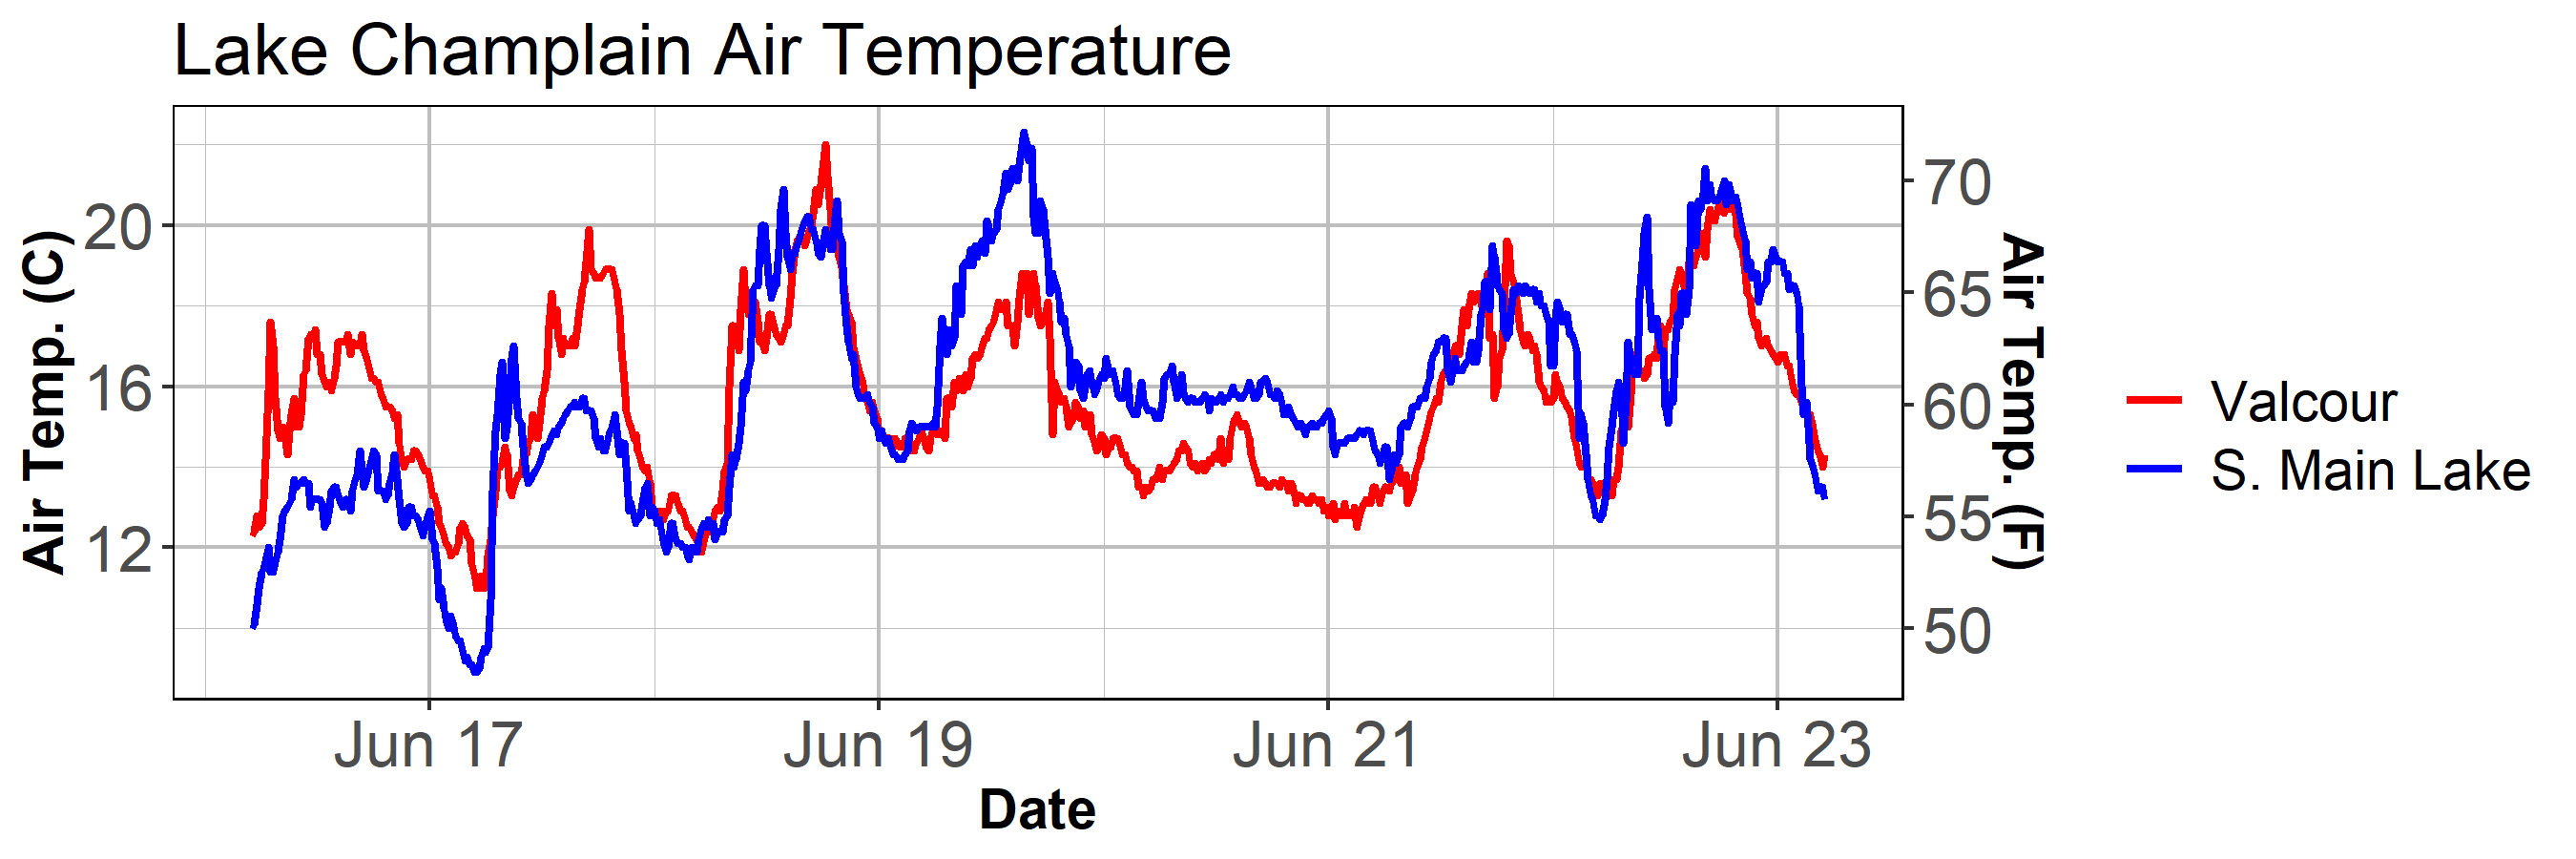 Lake Champlain Air Temperature
Air Temp. (C)
20
16
12
70
65
60
55
50
Air Temp. (F)
Jun 17
Jun 19
Jun 21
Jun 23
Date
Valcour
S. Main Lake